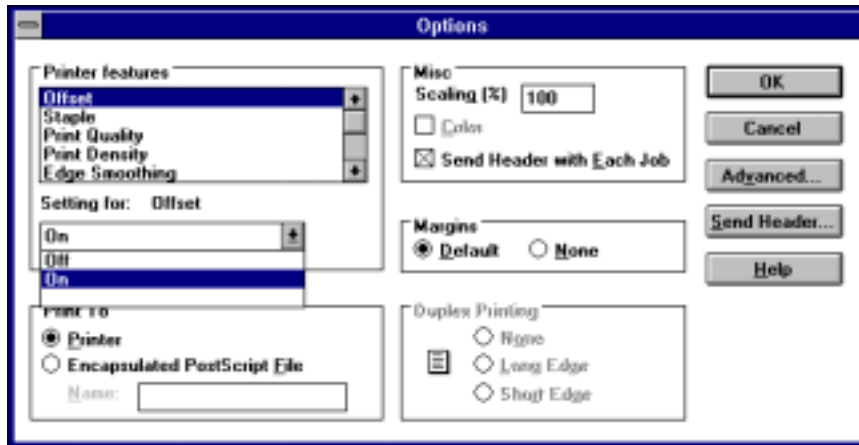 Options
Printer features
Offset
Staple
Print Quality
Print Density
Edge Smoothing
Setting for: Offset
On
Off
On
Print To
Printer
Encapsulated PostScript File
Name:
Misc
Scaling (%) 100
Color
Send Header with Each Job
Margins
Default None
Duplex Printing
None
Long Edge
Short Edge
OK
Cancel
Advanced...
Send Header...
Help